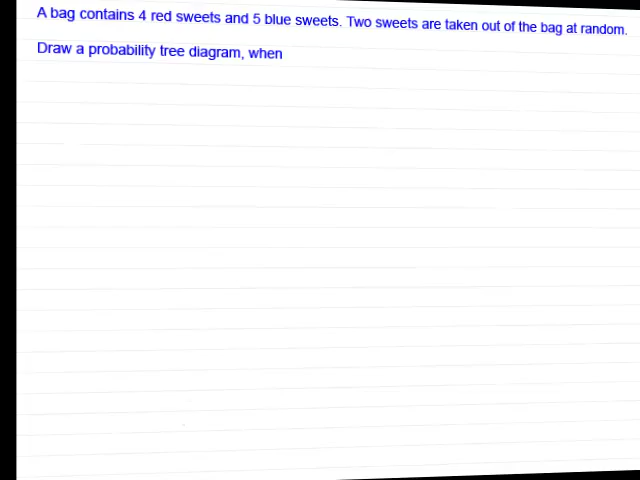 A bag contains 4 red sweets and 5 blue sweets. Two sweets are taken out of the bag at random.
Draw a probability tree diagram, when